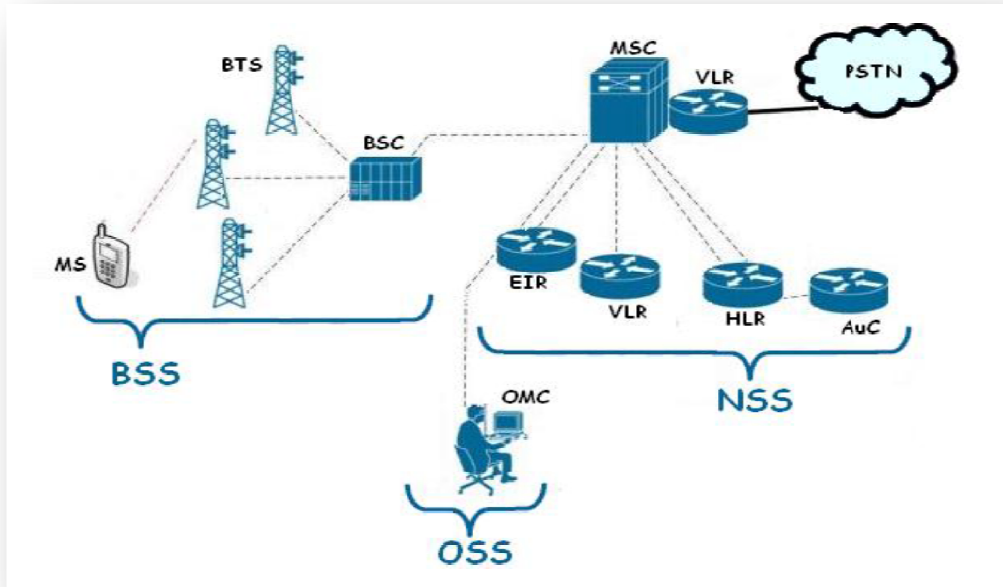 BTS
MSC
VLR
PSTN
BSC
MS
EIR
VLR
HLR
AuC
BSS
NSS
OMC
OSS